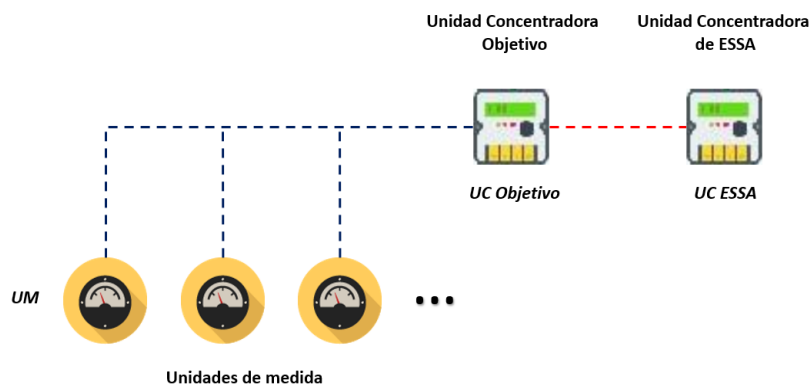 Unidad Concentradora
Objetivo
Unidad Concentradora
de ESSA
UC Objetivo
UC ESSA
UM
Unidades de medida